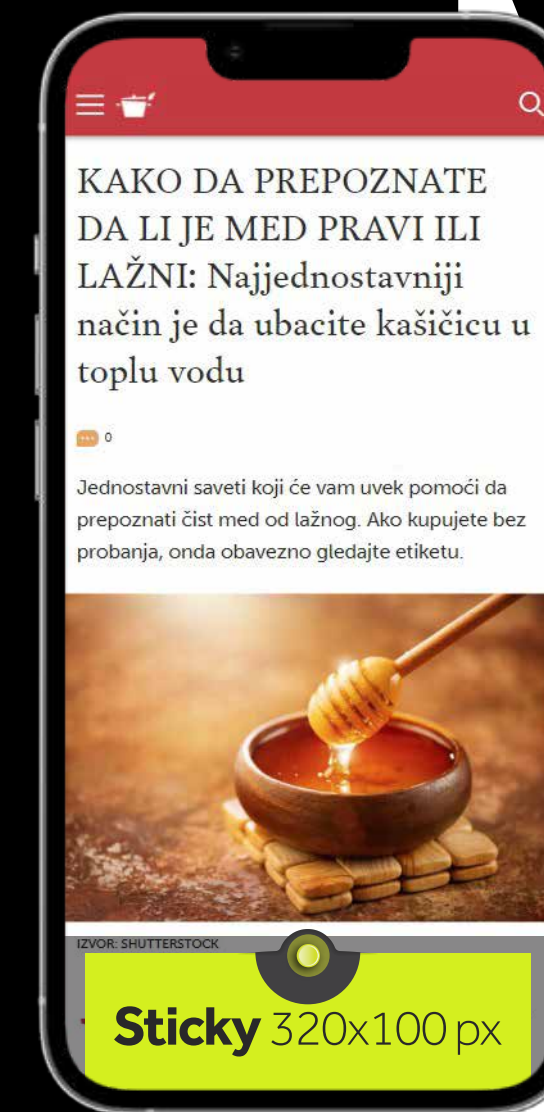 KAKO DA PREPOZNATE
DA LI JE MED PRAVI ILI
LAŽNI: Najjednostavniji
način je da ubacite kašičicu u
toplu vodu
0
Jednostavni saveti koji će vam uvek pomoći da
prepoznati čist med od lažnog. Ako kupujete bez
probanja, onda obavezno gledajte etiketu.
IZVOR: SHUTTERSTOCK
Sticky 320x100 px